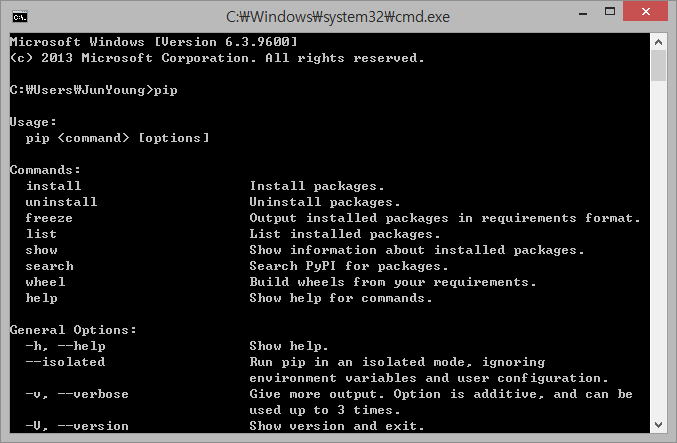 C:₩Windows₩system32₩cmd.exe
Microsoft Windows [Version 6.3.9600]
(c) 2013 Microsoft Corporation. All rights reserved.
C:₩Users₩JunYoung>pip
Usage:
pip <command> [options]
Commands:
install Install packages.
uninstall Uninstall packages.
freeze Output installed packages in requirements format.
list List installed packages.
show Show information about installed packages.
search Search PyPI for packages.
wheel Build wheels from your requirements.
help Show help for commands.
General Options:
-h, --help Show help.
--isolated Run pip in an isolated mode, ignoring
environment variables and user configuration.
-v, --verbose Give more output. Option is additive, and can be
used up to 3 times.
-V, --version Show version and exit.